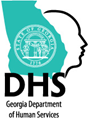 DHS
Georgia Department
of Human Services